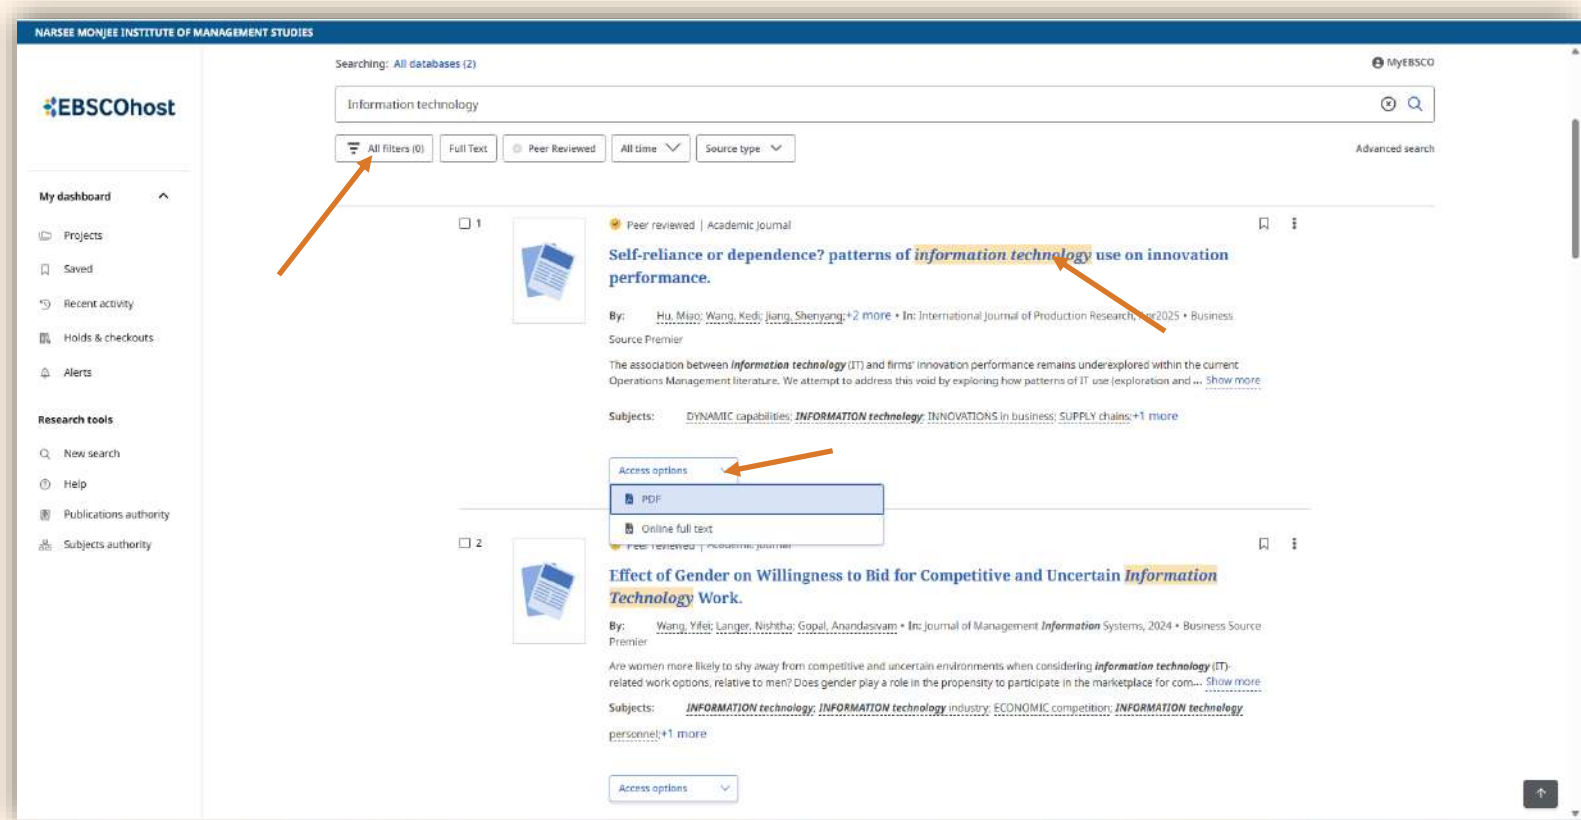 NARSEE MONJEE INSTITUTE OF MANAGEMENT STUDIES
Searching: All databases (2)
MyEBSCO
EBSCOhost
Information technology
All filters (0)
Full Text
Peer Reviewed
All time
Source type
Advanced search
My dashboard
Projects
Saved
Recent activity
Holds & checkouts
Alerts
Research tools
New search
Help
Publications authority
Subjects authority
1
Peer reviewed | Academic Journal
Self-reliance or dependence? patterns of information technology use on innovation
performance.
By: Hu, Miao; Wang, Kedi; Jiang, Shenyang;+2 more • In: International Journal of Production Research, Apr2025 • Business
Source Premier
The association between information technology (IT) and firms' innovation performance remains underexplored within the current
Operations Management literature. We attempt to address this void by exploring how patterns of IT use (exploration and ... Show more
Subjects: DYNAMIC capabilities; INFORMATION technology; INNOVATIONS in business; SUPPLY chains;+1 more
Access options
PDF
Online full text
2
Peer reviewed | Academic Journal
Effect of Gender on Willingness to Bid for Competitive and Uncertain Information
Technology Work.
By: Wang, Yifei; Langer, Nishtha; Gopal, Anandasivam • In: Journal of Management Information Systems, 2024 • Business Source
Premier
Are women more likely to shy away from competitive and uncertain environments when considering information technology (IT)-
related work options, relative to men? Does gender play a role in the propensity to participate in the marketplace for com... Show more
Subjects: INFORMATION technology; INFORMATION technology industry; ECONOMIC competition; INFORMATION technology
personnel;+1 more
Access options